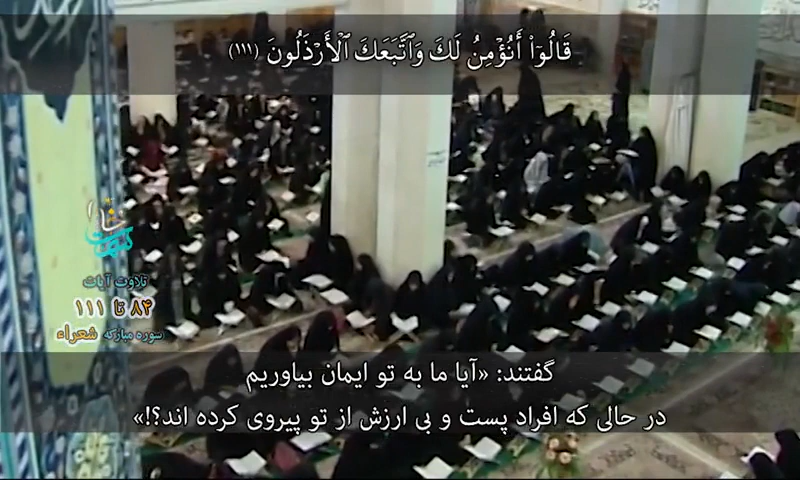 قَالُوٓا۟ أَنُؤْمِنُ لَكَ وَٱتَّبَعَكَ ٱلْأَرْذَلُونَ ﴿١١١﴾
تلاوت آیات
۸۴ تا ۱۱۱
سوره مبارکه شعراء
گفتند: «آیا ما به تو ایمان بیاوریم
در حالی که افراد پست و بی ارزش از تو پیروی کرده اند؟!»